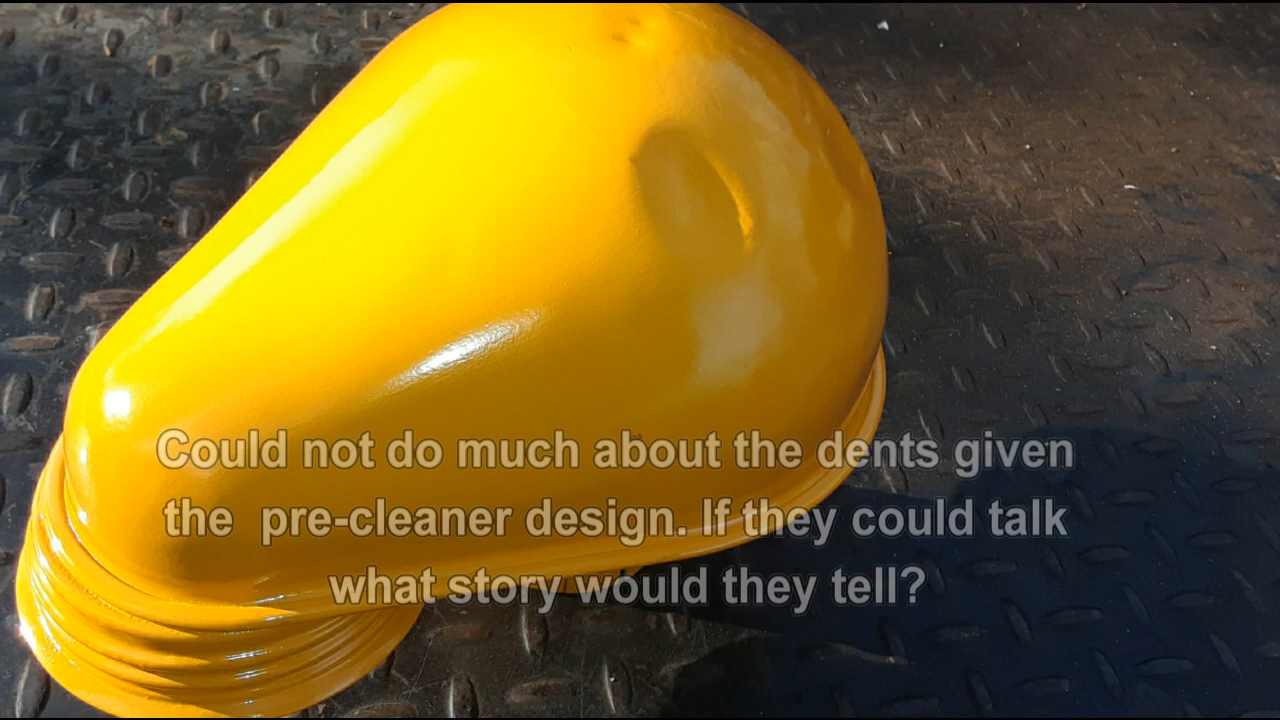 Could not do much about the dents given
the  pre-cleaner design. If they could talk
what story would they tell?